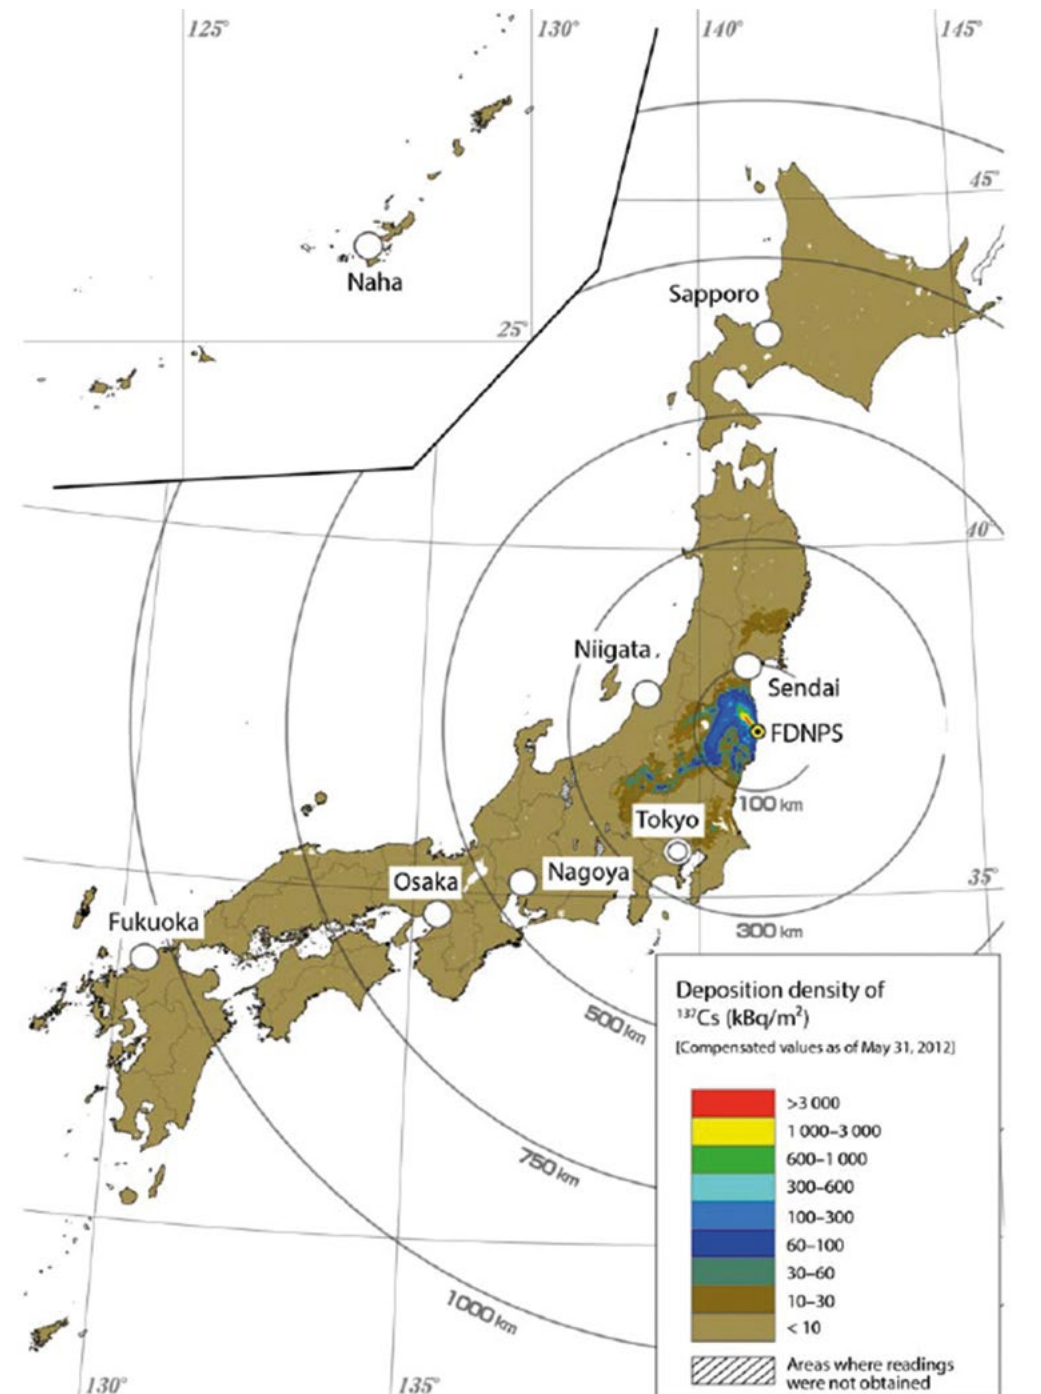 125°
130°
140°
145°
45°
Naha
Sapporo
25°
40°
Niigata
Sendai
FDNPS
100 km
Tokyo
Osaka
Nagoya
35°
Fukuoka
300 km
500 km
750 km
1000 km
130°
135°
Deposition density of
¹³⁷Cs (kBq/m²)
[Compensated values as of May 31, 2012]
>3 000
1 000–3 000
600–1 000
300–600
100–300
60–100
30–60
10–30
< 10
Areas where readings
were not obtained